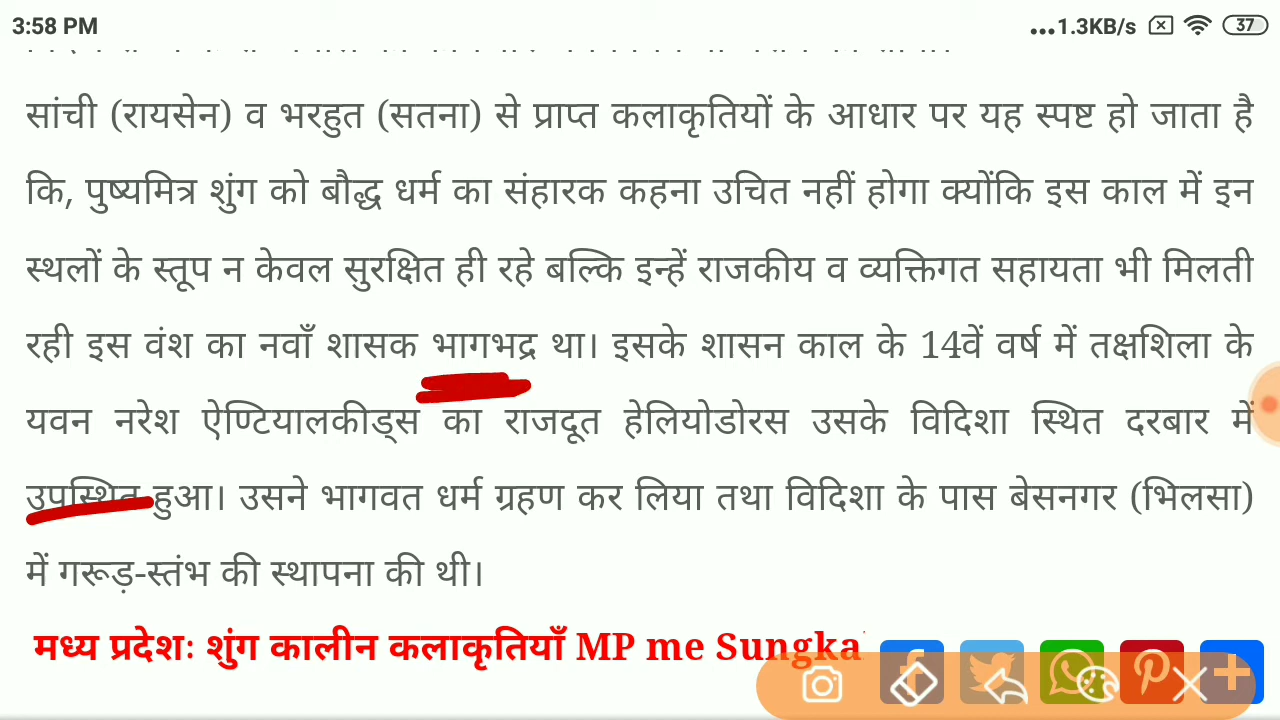 3:58 PM
...1.3KB/s
37
सांची (रायसेन) व भरहुत (सतना) से प्राप्त कलाकृतियों के आधार पर यह स्पष्ट हो जाता है
कि, पुष्यमित्र शुंग को बौद्ध धर्म का संहारक कहना उचित नहीं होगा क्योंकि इस काल में इन
स्थलों के स्तूप न केवल सुरक्षित ही रहे बल्कि इन्हें राजकीय व व्यक्तिगत सहायता भी मिलती
रही इस वंश का नवाँ शासक भागभद्र था। इसके शासन काल के 14वें वर्ष में तक्षशिला के
यवन नरेश ऐण्टियालकीड्स का राजदूत हेलियोडोरस उसके विदिशा स्थित दरबार में
उपस्थित हुआ। उसने भागवत धर्म ग्रहण कर लिया तथा विदिशा के पास बेसनगर (भिलसा)
में गरूड़-स्तंभ की स्थापना की थी।
मध्य प्रदेशः शुंग कालीन कलाकृतियाँ MP me Sungka